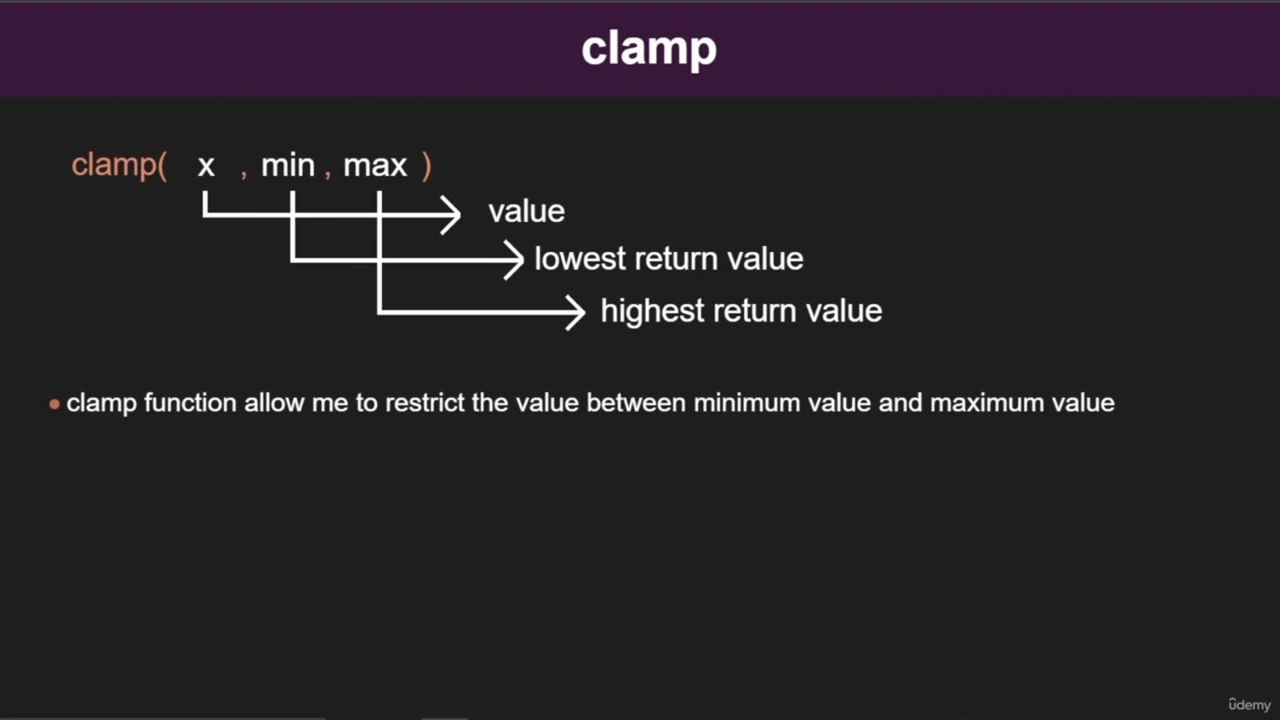 clamp
clamp( x , min , max )
value
lowest return value
highest return value
• clamp function allow me to restrict the value between minimum value and maximum value
ûdemy